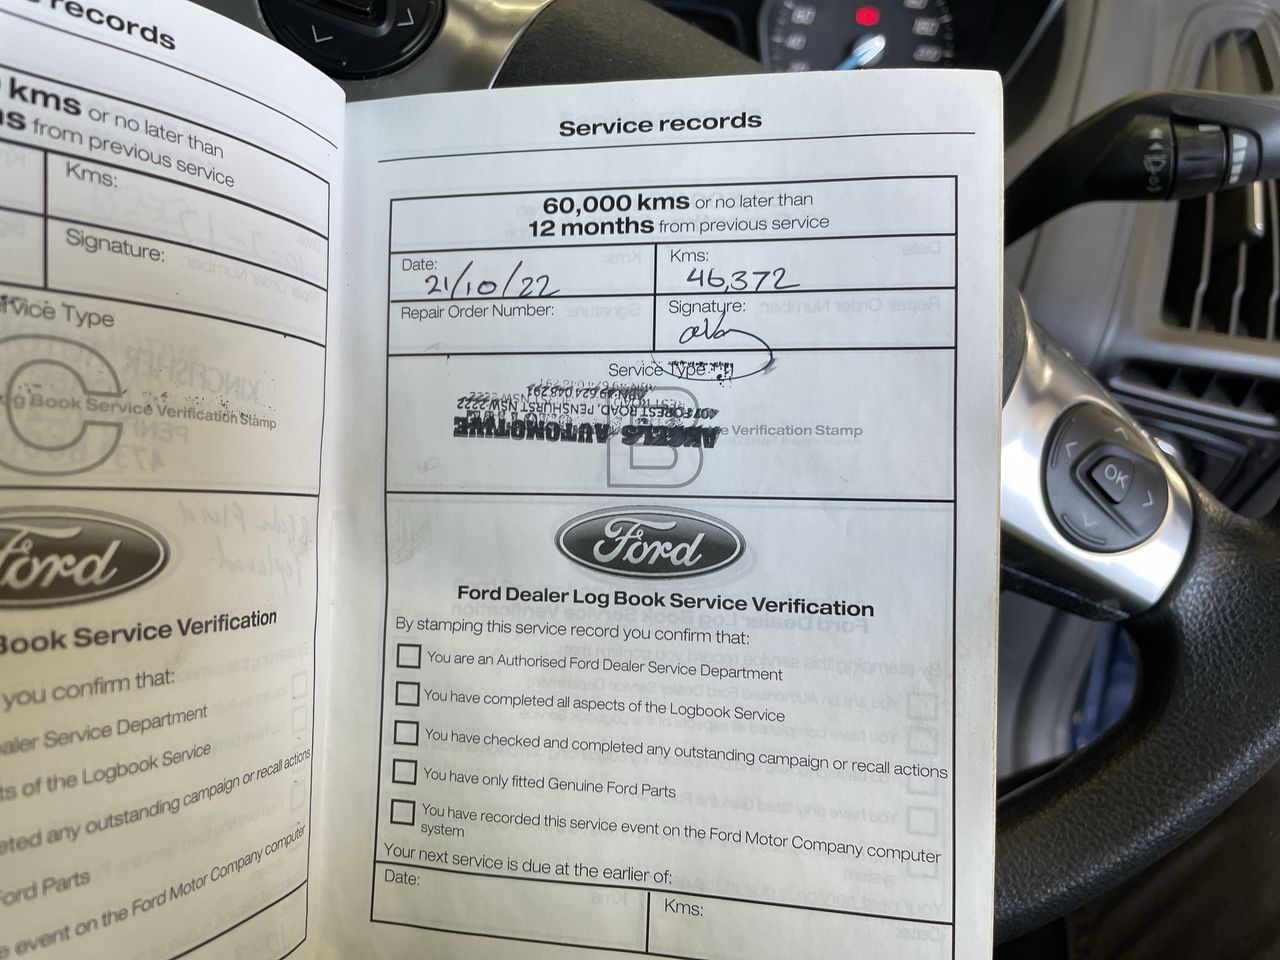 records
kms or no later than
from previous service
Kms:
Signature:
Service Type
C
Book Service Verification Stamp
Ford
Book Service Verification
you confirm that:
Dealer Service Department
of the Logbook Service
any outstanding campaign or recall actions
Ford Parts
event on the Ford Motor Company computer
Service records
60,000 kms or no later than
12 months from previous service
Date:
21/10/22
Kms:
46,372
Repair Order Number:
Signature:
Service Type
B
407 FOREST ROAD, PENSHURST NSW 2222
AUTOMOTIVE
Verification Stamp
Ford
Ford Dealer Log Book Service Verification
By stamping this service record you confirm that:
You are an Authorised Ford Dealer Service Department
You have completed all aspects of the Logbook Service
You have checked and completed any outstanding campaign or recall actions
You have only fitted Genuine Ford Parts
You have recorded this service event on the Ford Motor Company computer
system
Your next service is due at the earlier of:
Date:
Kms:
OK